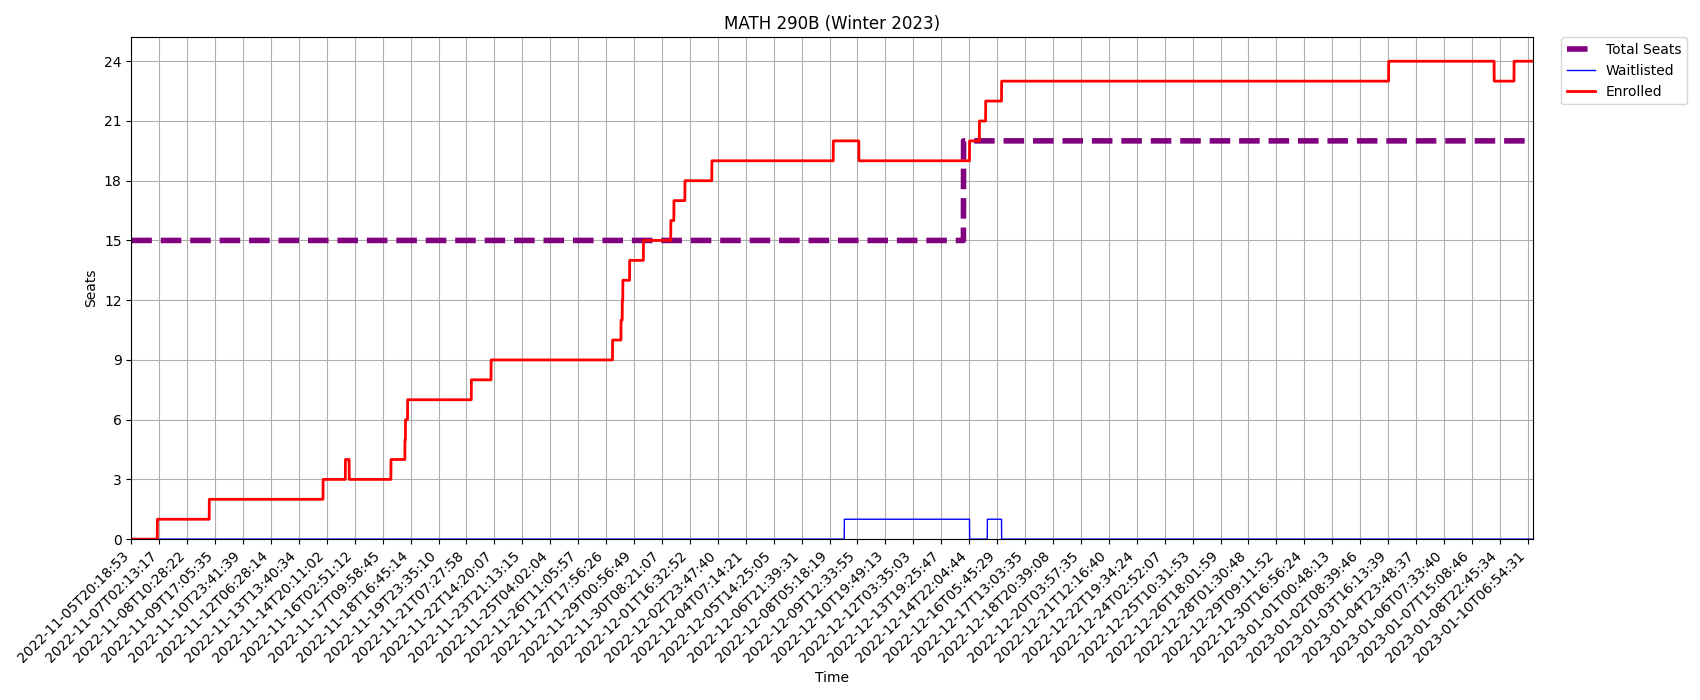 MATH 290B (Winter 2023)
Total Seats
Waitlisted
Enrolled
Seats
24
21
18
15
12
9
6
3
0
2022-11-05T20:18:53
2022-11-07T02:13:17
2022-11-08T10:28:22
2022-11-09T17:05:35
2022-11-10T23:41:39
2022-11-12T06:28:14
2022-11-13T13:40:34
2022-11-14T20:11:02
2022-11-16T02:51:12
2022-11-17T09:58:45
2022-11-18T16:45:14
2022-11-19T23:35:10
2022-11-21T07:27:58
2022-11-22T14:20:07
2022-11-23T21:13:15
2022-11-25T04:02:04
2022-11-26T11:05:57
2022-11-27T17:56:26
2022-11-29T00:56:49
2022-11-30T08:21:07
2022-12-01T16:32:52
2022-12-02T23:47:40
2022-12-04T07:14:21
2022-12-05T14:25:05
2022-12-06T21:39:31
2022-12-08T05:18:19
2022-12-09T12:33:55
2022-12-10T19:49:13
2022-12-12T03:35:03
2022-12-13T19:25:47
2022-12-14T22:04:44
2022-12-16T05:45:29
2022-12-17T13:03:35
2022-12-18T20:39:08
2022-12-20T03:57:35
2022-12-21T12:16:40
2022-12-22T19:34:24
2022-12-24T02:52:07
2022-12-25T10:31:53
2022-12-26T18:01:59
2022-12-28T01:30:48
2022-12-29T09:11:52
2022-12-30T16:56:24
2023-01-01T00:48:13
2023-01-02T08:39:46
2023-01-03T16:13:39
2023-01-04T23:48:37
2023-01-06T07:33:40
2023-01-07T15:08:46
2023-01-08T22:45:34
2023-01-10T06:54:31
Time